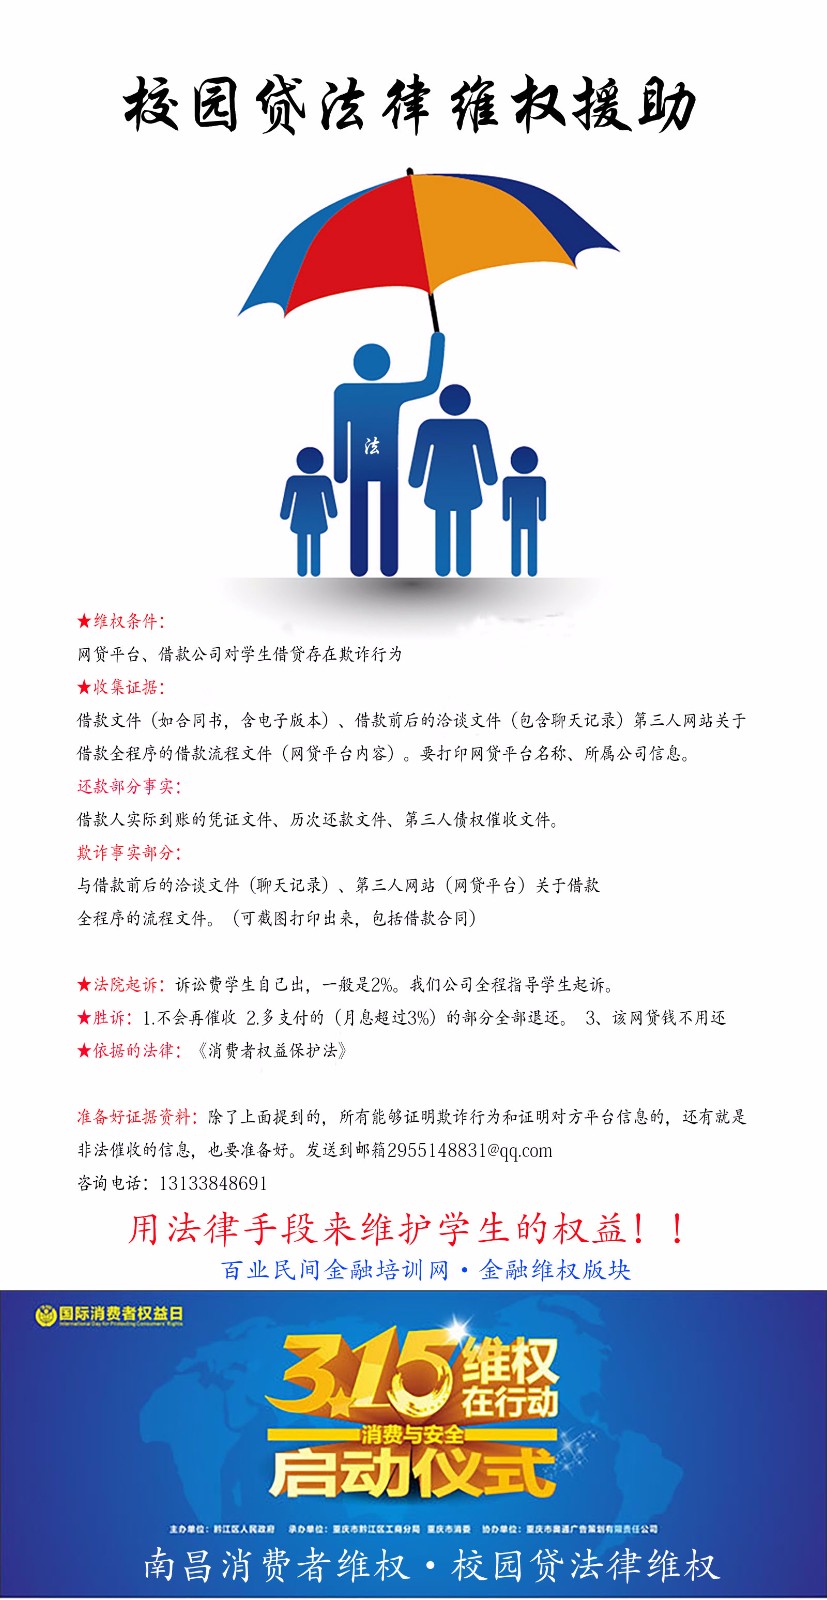 校园贷法律维权援助
法
★维权条件：
网贷平台、借款公司对学生借贷存在欺诈行为
★收集证据：
借款文件（如合同书，含电子版本）、借款前后的洽谈文件（包含聊天记录）第三人网站关于
借款全程序的借款流程文件（网贷平台内容）。要打印网贷平台名称、所属公司信息。
还款部分事实：
借款人实际到账的凭证文件、历次还款文件、第三人债权催收文件。
欺诈事实部分：
与借款前后的洽谈文件（聊天记录）、第三人网站（网贷平台）关于借款
全程序的流程文件。（可截图打印出来，包括借款合同）
★法院起诉：诉讼费学生自己出，一般是2%。我们公司全程指导学生起诉。
★胜诉：1.不会再催收 2.多支付的（月息超过3%）的部分全部退还。 3、该网贷钱不用还
★依据的法律：《消费者权益保护法》
准备好证据资料：除了上面提到的，所有能够证明欺诈行为和证明对方平台信息的，还有就是
非法催收的信息，也要准备好。发送到邮箱2955148831@qq.com
咨询电话：13133848691
用法律手段来维护学生的权益！！
百业民间金融培训网·金融维权版块
国际消费者权益日
International Day for Protecting Consumers' Rights
3.15维权
在行动
消费与安全
启动仪式
主办单位：黔江区人民政府 承办单位：重庆市黔江区工商分局 重庆市消委 协办单位：重庆市奥通广告策划有限责任公司
南昌消费者维权·校园贷法律维权